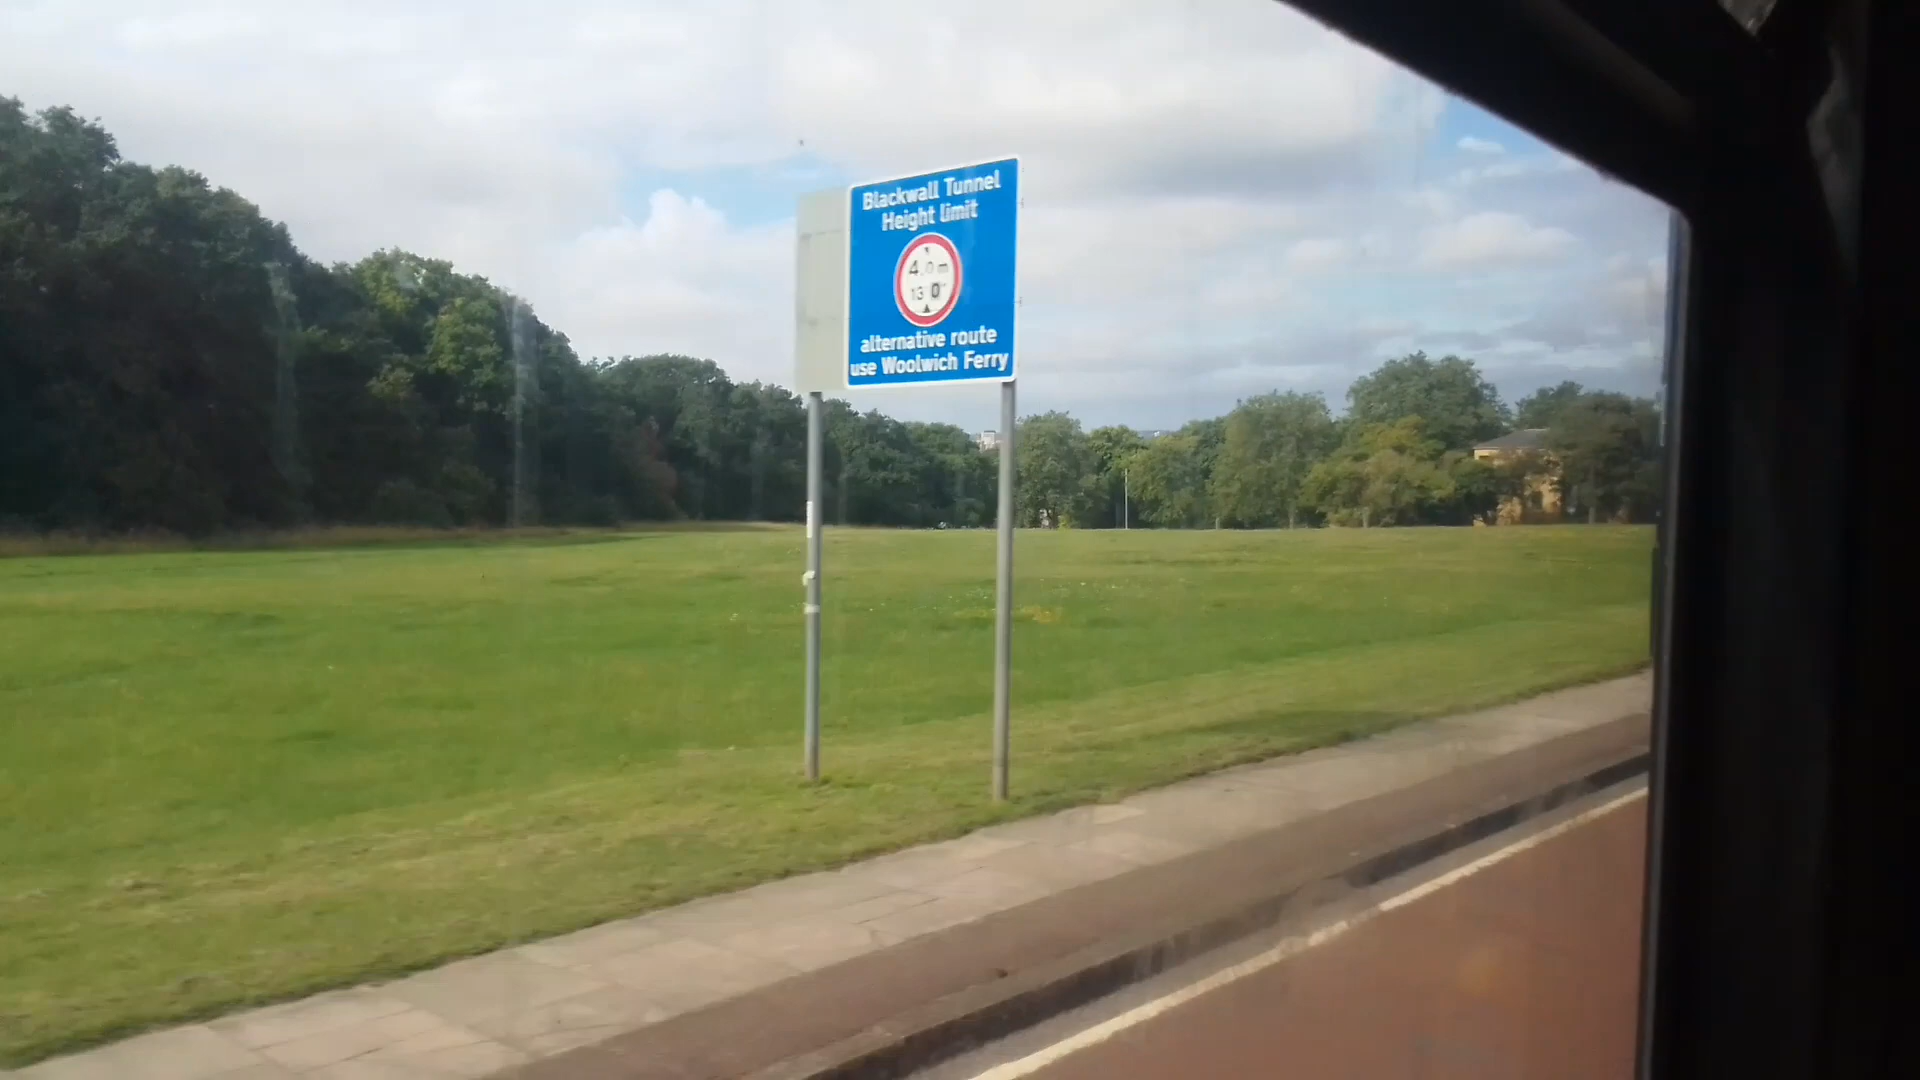 Blackwall Tunnel
Height limit
4.0 m
13' 0"
alternative route
use Woolwich Ferry